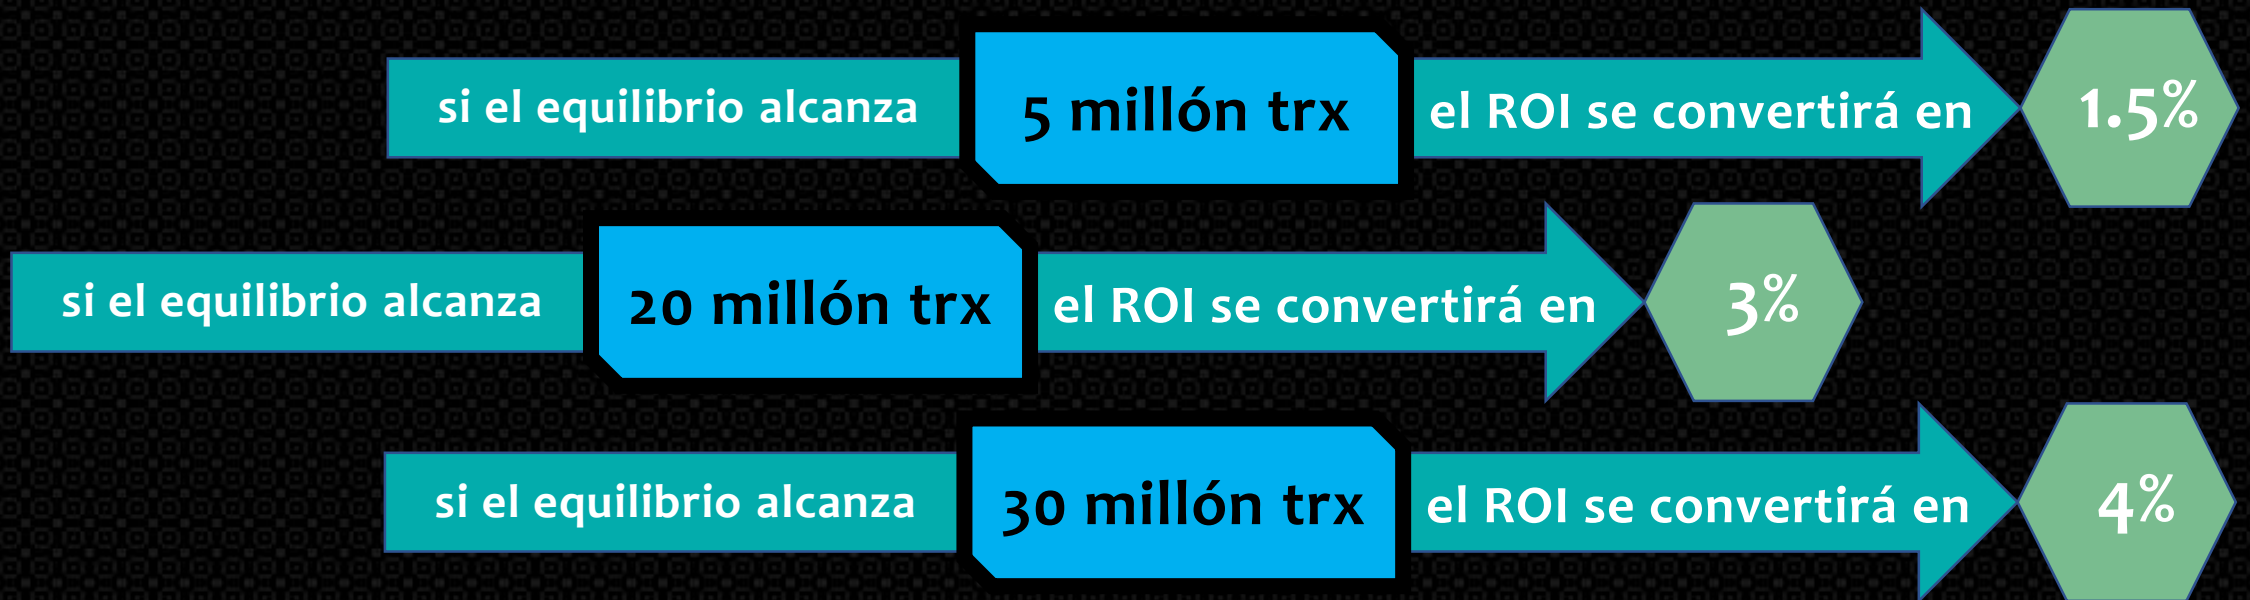 si el equilibrio alcanza 5 millón trx el ROI se convertirá en 1.5%
si el equilibrio alcanza 20 millón trx el ROI se convertirá en 3%
si el equilibrio alcanza 30 millón trx el ROI se convertirá en 4%